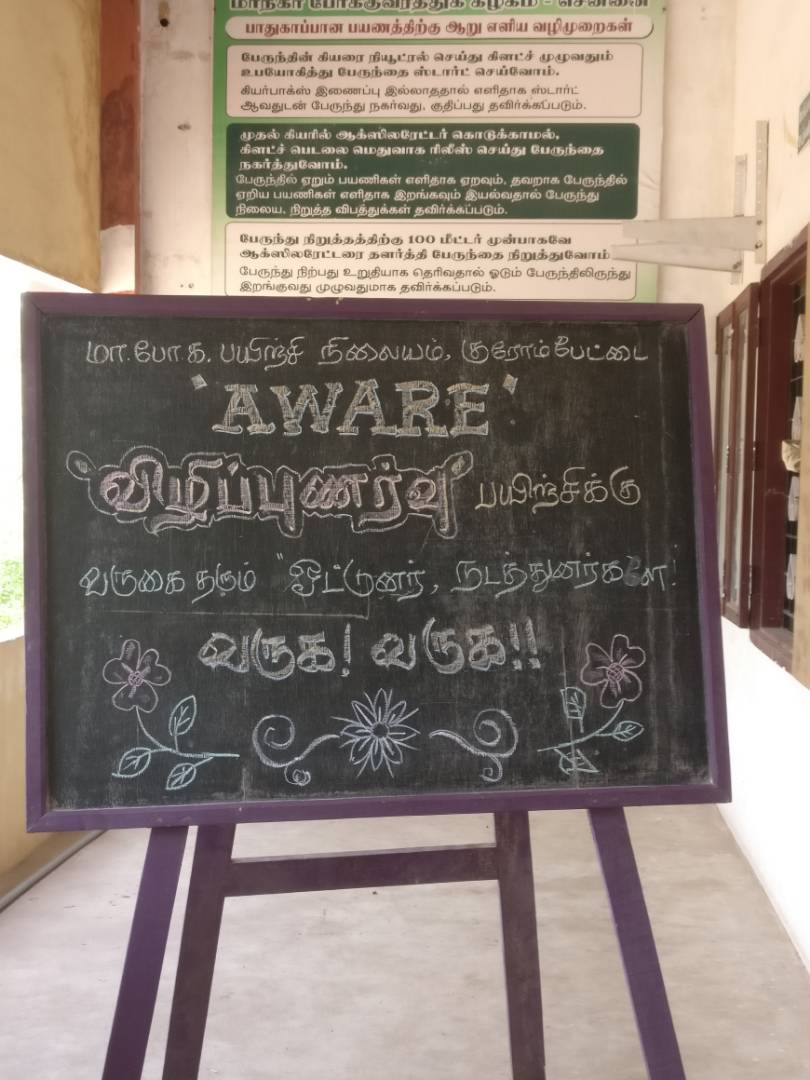 மாநகர போக்குவரத்துக் கழகம் - சென்னை
பாதுகாப்பான பயணத்திற்கு ஆறு எளிய வழிமுறைகள்
பேருந்தின் கியரை நியூட்ரல் செய்து கிளட்ச் முழுவதும்
உபயோகித்து பேருந்தை ஸ்டார்ட் செய்வோம்.
கியர்பாக்ஸ் இணைப்பு இல்லாததால் எளிதாக ஸ்டார்ட்
ஆவதுடன் பேருந்து நகர்வது, குதிப்பது தவிர்க்கப்படும்.
முதல் கியரில் ஆக்ஸிலரேட்டர் கொடுக்காமல்,
கிளட்ச் பெடலை மெதுவாக ரிலீஸ் செய்து பேருந்தை
நகர்த்துவோம்.
பேருந்தில் ஏறும் பயணிகள் எளிதாக ஏறவும், தவறாக பேருந்தில்
ஏறிய பயணிகள் எளிதாக இறங்கவும் இயல்வதால் பேருந்து
நிலைய, நிறுத்த விபத்துக்கள் தவிர்க்கப்படும்.
பேருந்து நிறுத்தத்திற்கு 100 மீட்டர் முன்பாகவே
ஆக்ஸிலரேட்டரை தளர்த்தி பேருந்தை நிறுத்துவோம்
பேருந்து நிற்பது உறுதியாக தெரிவதால் ஓடும் பேருந்திலிருந்து
இறங்குவது முழுவதுமாக தவிர்க்கப்படும்.
மா.போ.க. பயிற்சி நிலையம், குரோம்பேட்டை
'AWARE'
"விழிப்புணர்வு" பயிற்சிக்கு
வருகை தரும் "ஓட்டுனர், நடத்துனர்களே!
வருக! வருக!!